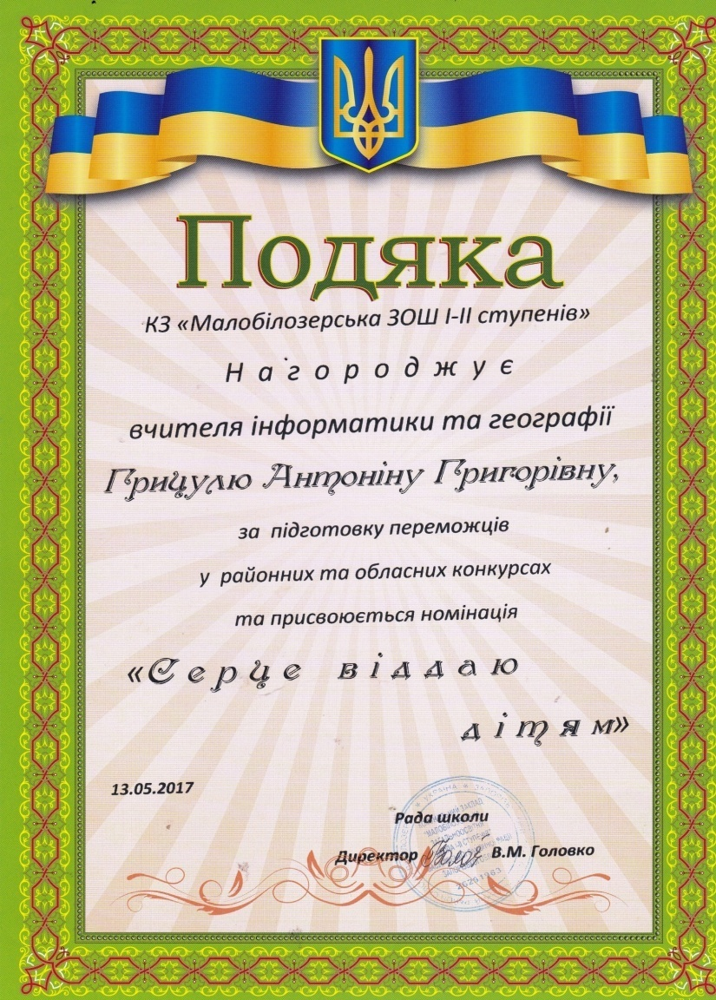 Подяка
КЗ «Малобілозерська ЗОШ І-ІІ ступенів»
Нагороджує
вчителя інформатики та географії
Грицулю Антоніну Григорівну,
за підготовку переможців
у районних та обласних конкурсах
та присвоюється номінація
«Серце віддаю
дітям»
13.05.2017
Рада школи
Директор В.М. Головко